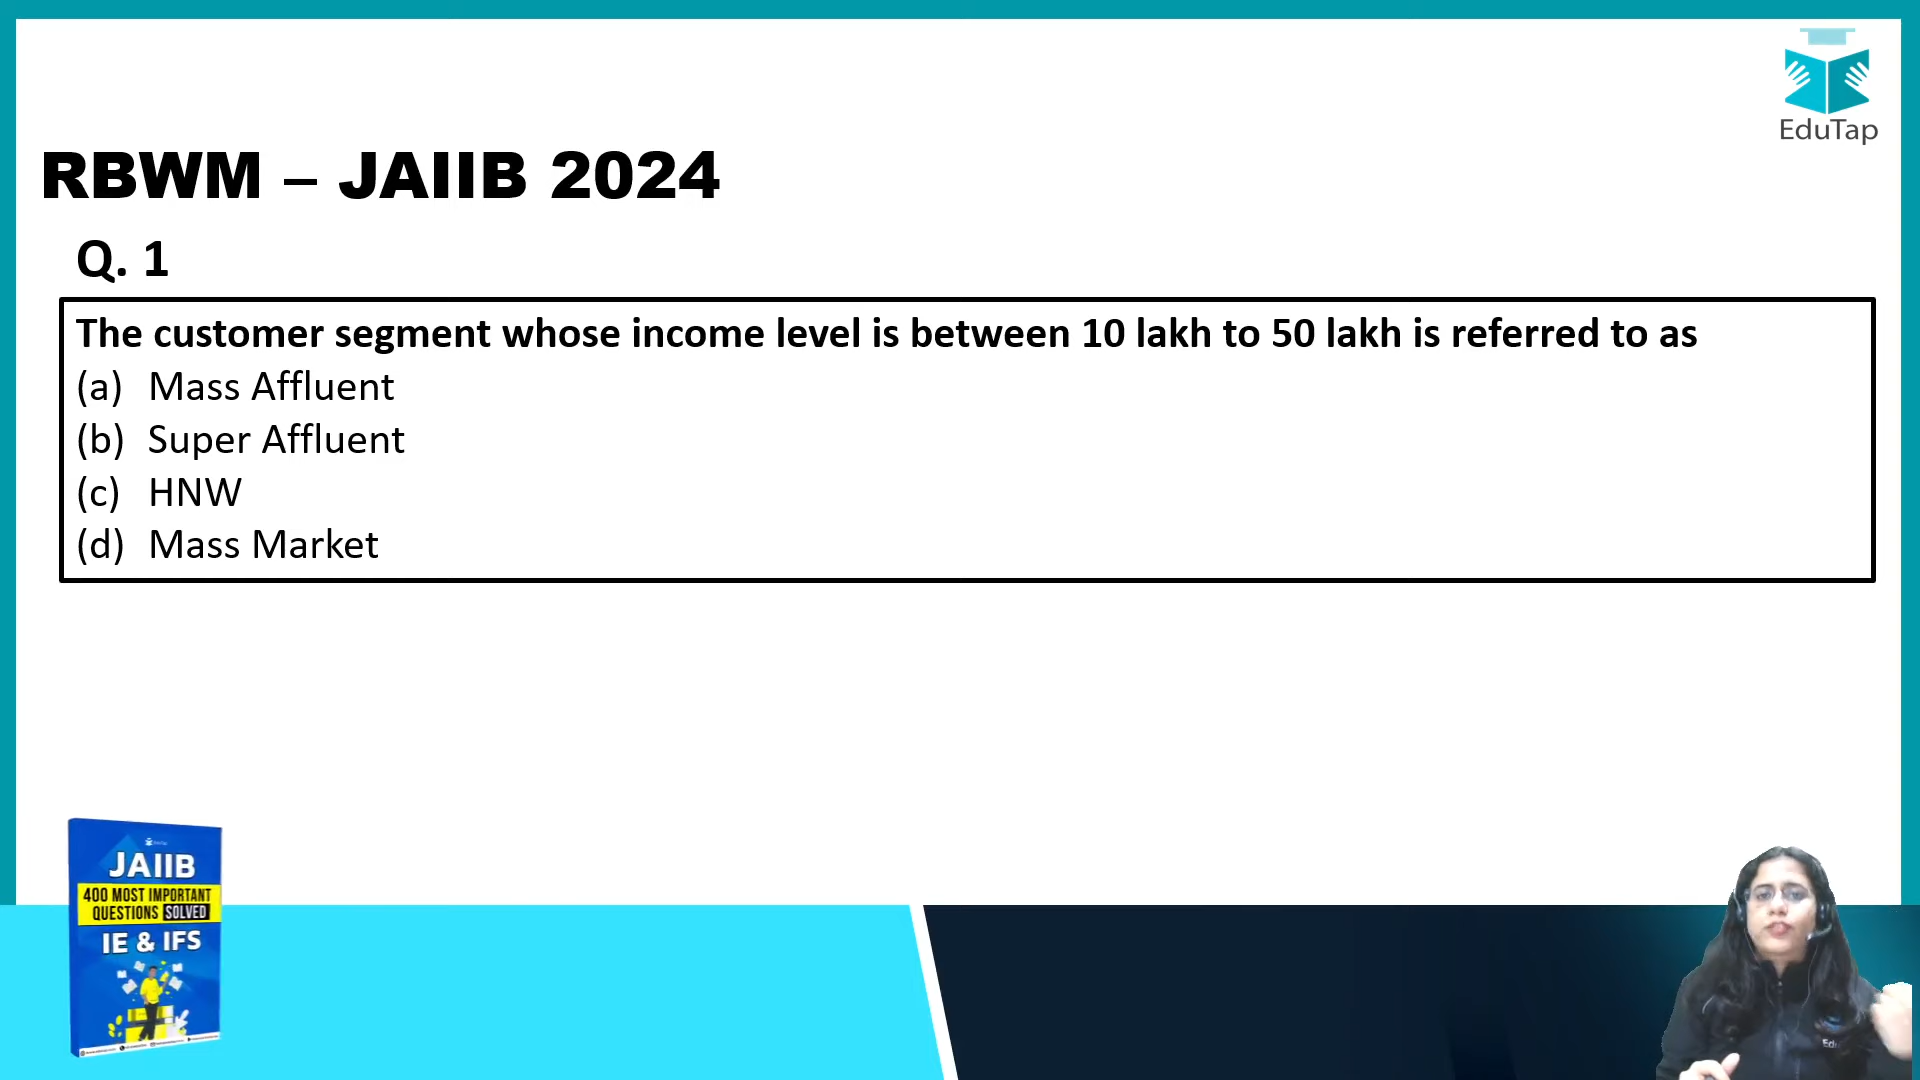 EduTap
RBWM – JAIIB 2024
Q. 1
The customer segment whose income level is between 10 lakh to 50 lakh is referred to as
(a) Mass Affluent
(b) Super Affluent
(c) HNW
(d) Mass Market
JAIIB
400 MOST IMPORTANT
QUESTIONS SOLVED
IE & IFS